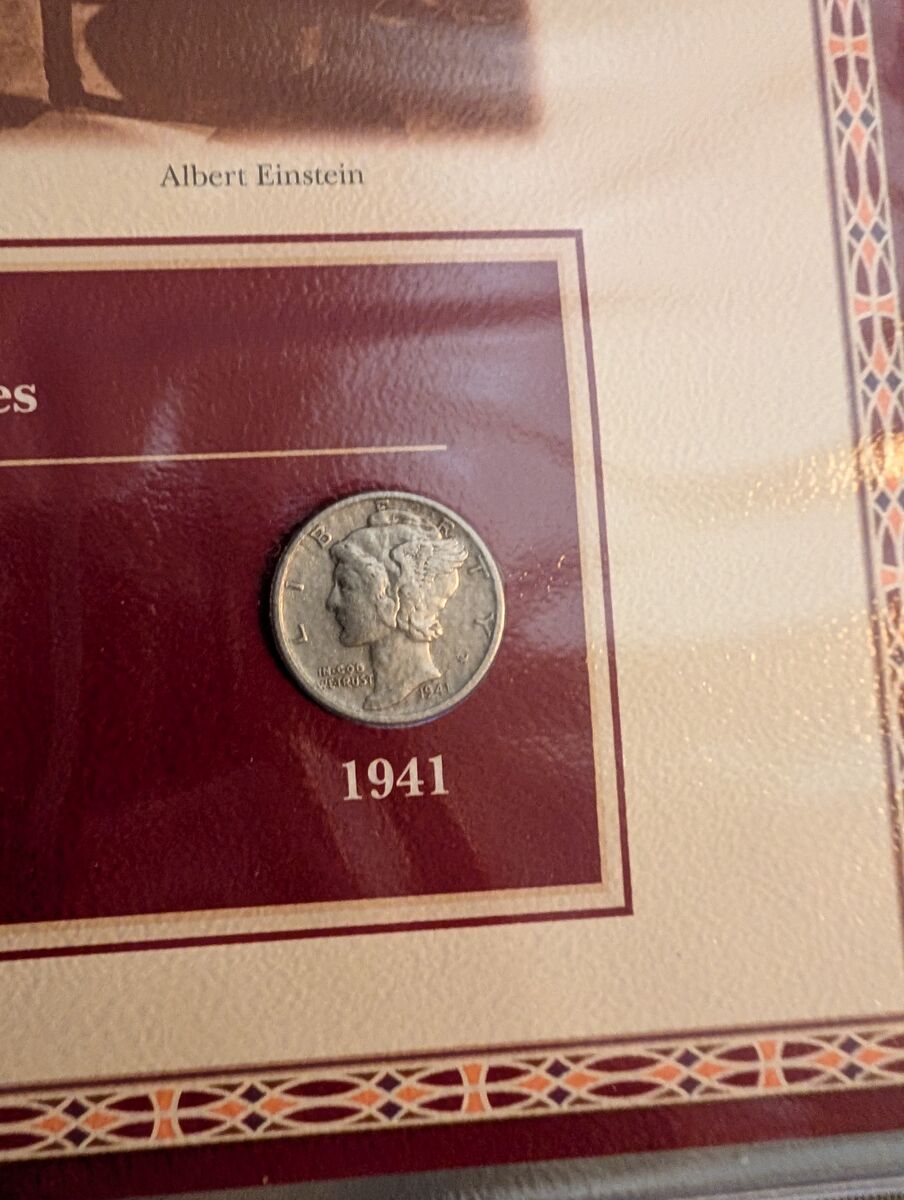 Albert Einstein
es
LIBERTY
IN GOD
WE TRUST
1941
1941